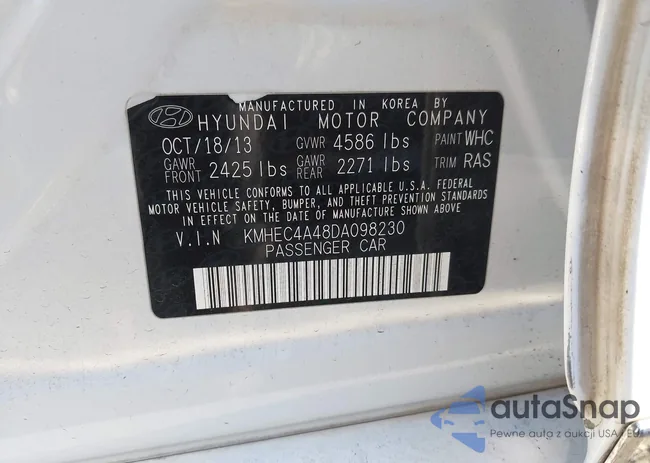 MANUFACTURED IN KOREA BY
HYUNDAI MOTOR COMPANY
OCT/18/13 GVWR 4586 lbs PAINT WHC
GAWR FRONT 2425 lbs GAWR REAR 2271 lbs TRIM RAS
THIS VEHICLE CONFORMS TO ALL APPLICABLE U.S.A. FEDERAL
MOTOR VEHICLE SAFETY, BUMPER, AND THEFT PREVENTION STANDARDS
IN EFFECT ON THE DATE OF MANUFACTURE SHOWN ABOVE.
V.I.N KMHEC4A48DA098230
PASSENGER CAR
autoSnap
Pewne auta z aukcji USA i EU